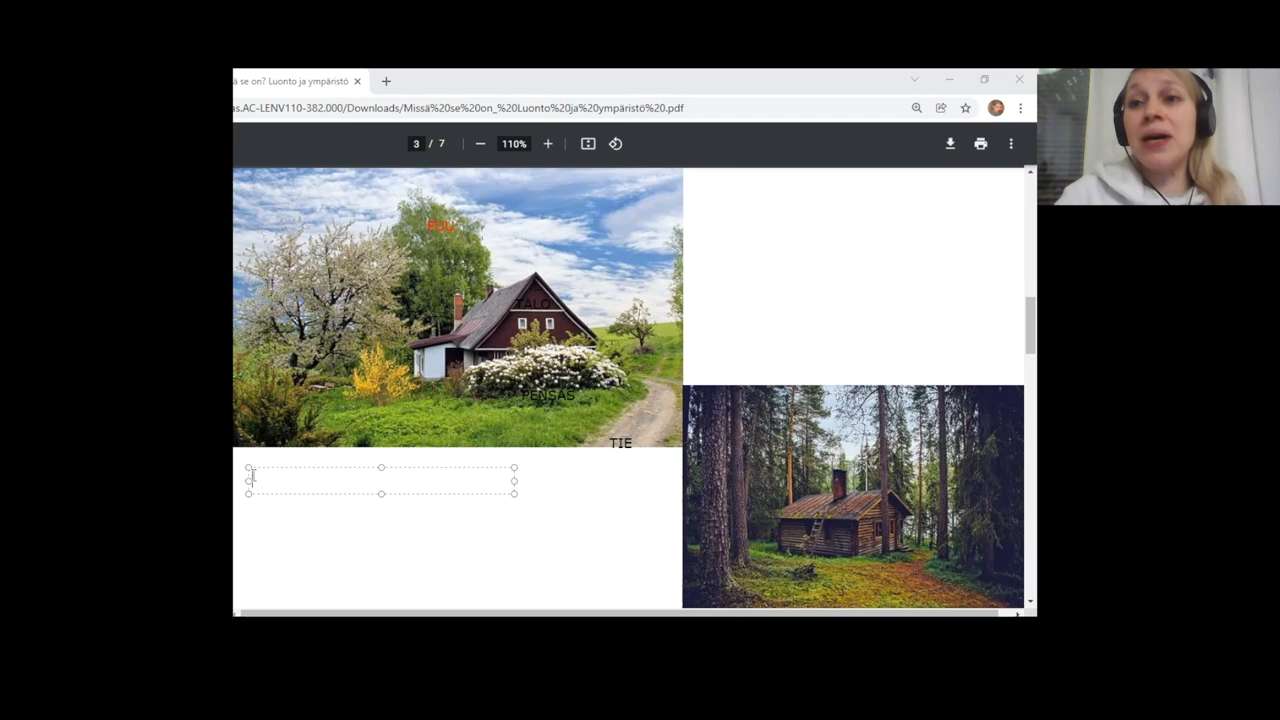 ä se on? Luonto ja ympäristö
as.AC-LENV110-382.000/Downloads/Missä%20se%20on_%20Luonto%20ja%20ympäristö%20.pdf
3 / 7
110%
PUU
TALO
PENSAS
TIE